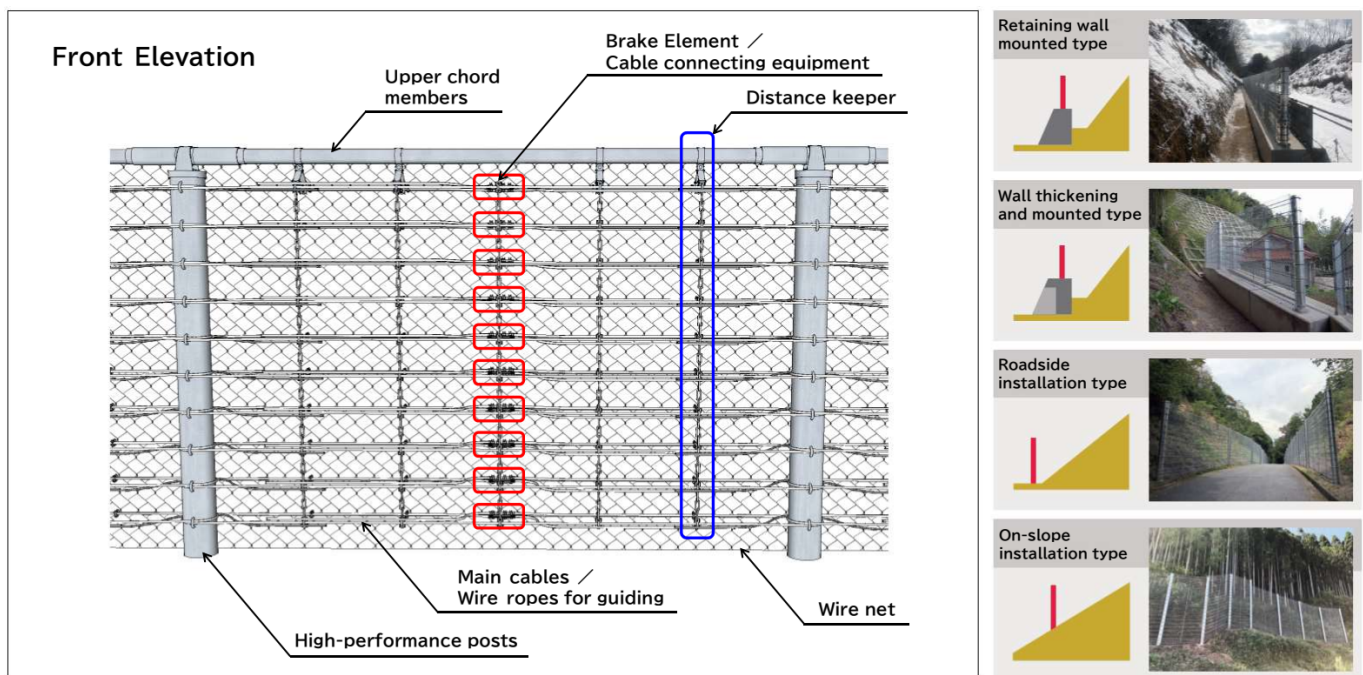 Front Elevation
Brake Element ／
Cable connecting equipment
Upper chord
members
Distance keeper
Main cables ／
Wire ropes for guiding
Wire net
High-performance posts
Retaining wall
mounted type
Wall thickening
and mounted type
Roadside
installation type
On-slope
installation type